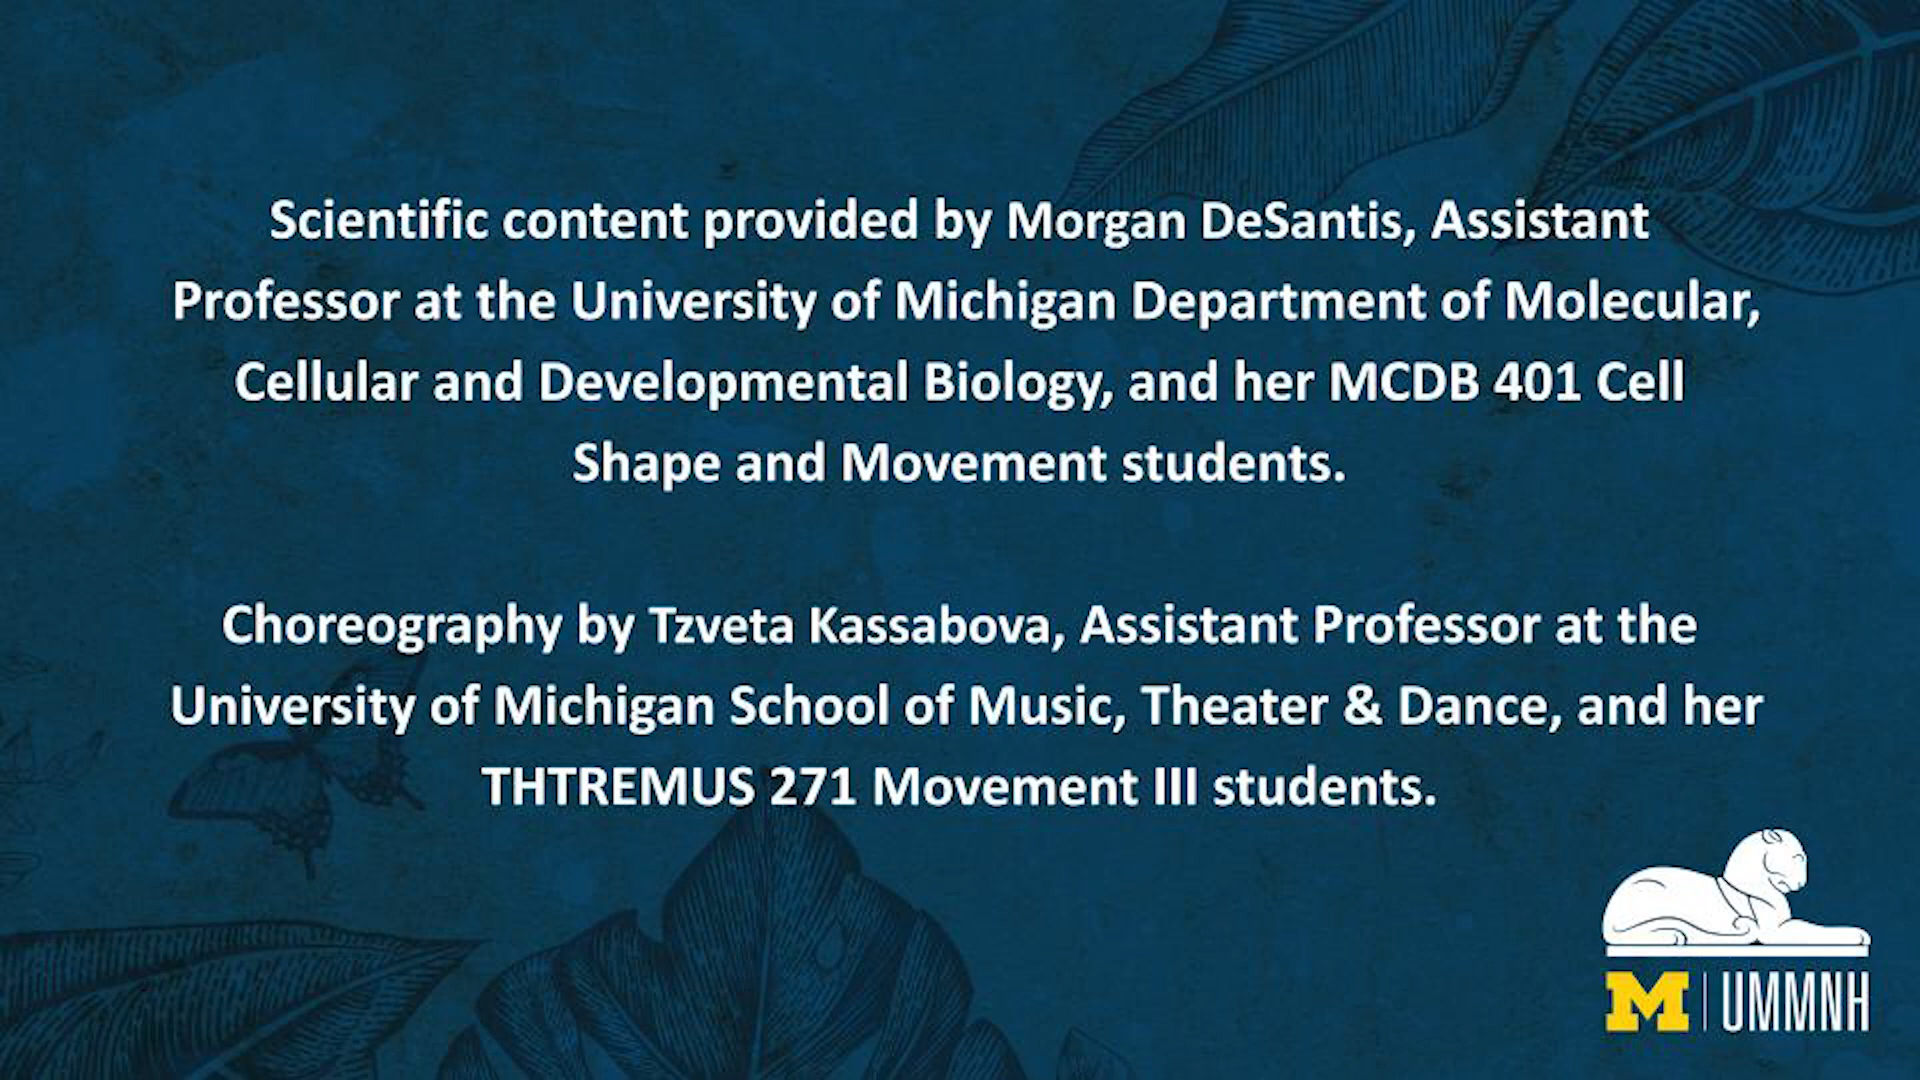 Scientific content provided by Morgan DeSantis, Assistant
Professor at the University of Michigan Department of Molecular,
Cellular and Developmental Biology, and her MCDB 401 Cell
Shape and Movement students.
Choreography by Tzveta Kassabova, Assistant Professor at the
University of Michigan School of Music, Theater & Dance, and her
THTREMUS 271 Movement III students.
M | UMMNH